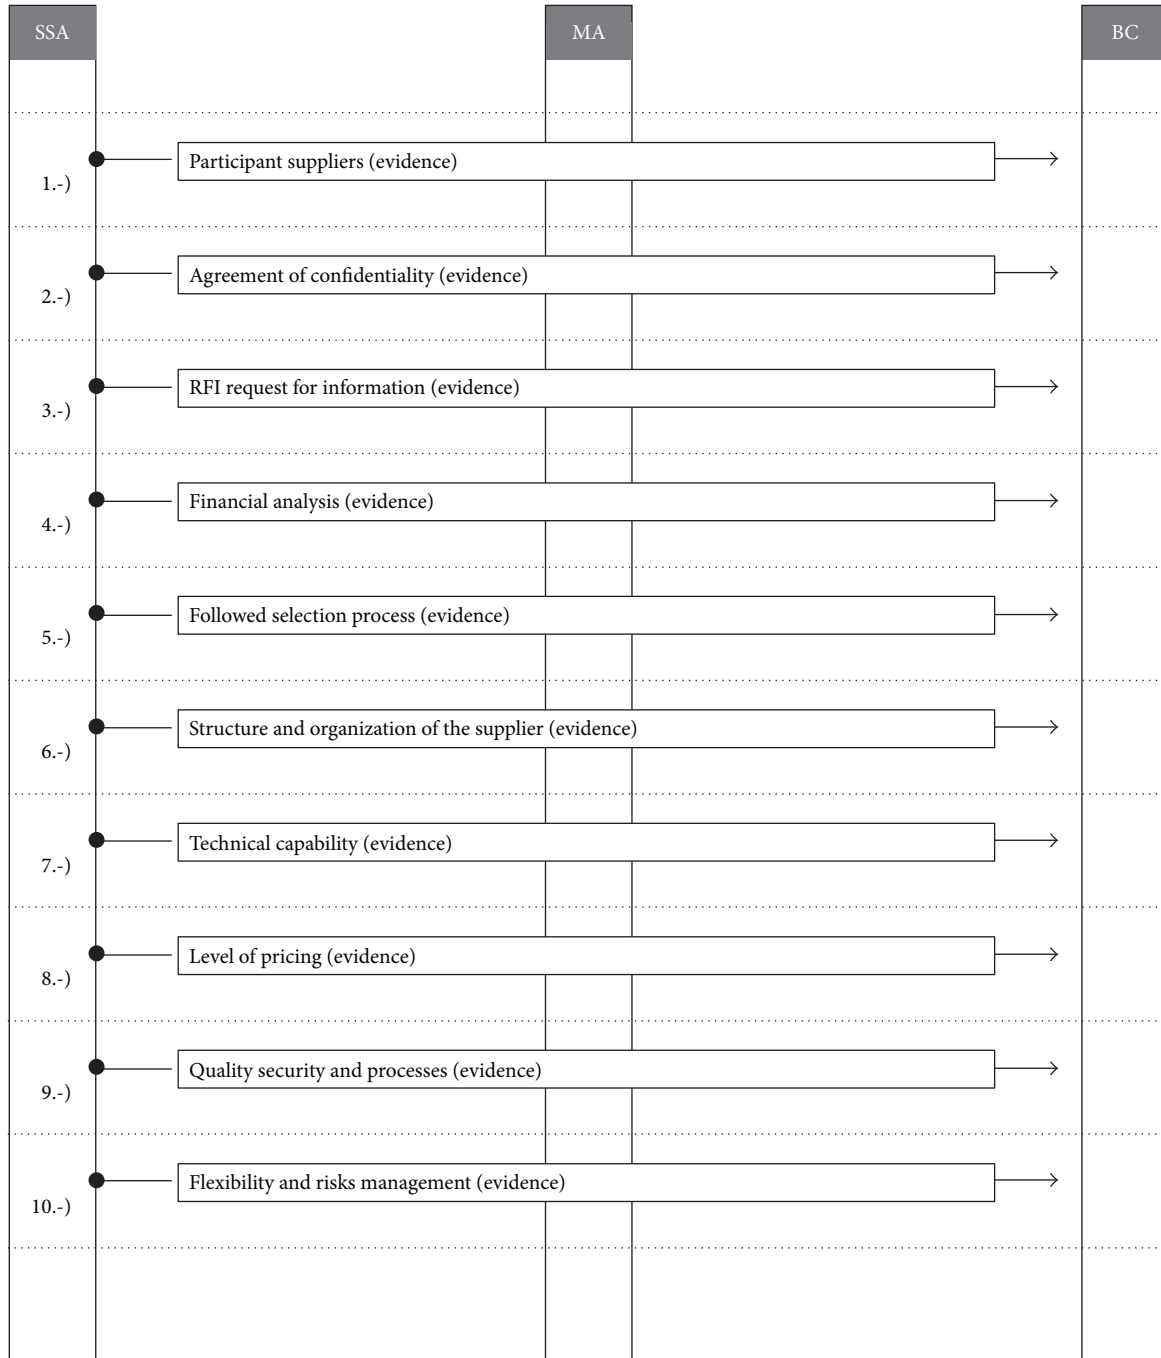 SSA
MA
BC
Participant suppliers (evidence)
1.-)
Agreement of confidentiality (evidence)
2.-)
RFI request for information (evidence)
3.-)
Financial analysis (evidence)
4.-)
Followed selection process (evidence)
5.-)
Structure and organization of the supplier (evidence)
6.-)
Technical capability (evidence)
7.-)
Level of pricing (evidence)
8.-)
Quality security and processes (evidence)
9.-)
Flexibility and risks management (evidence)
10.-)